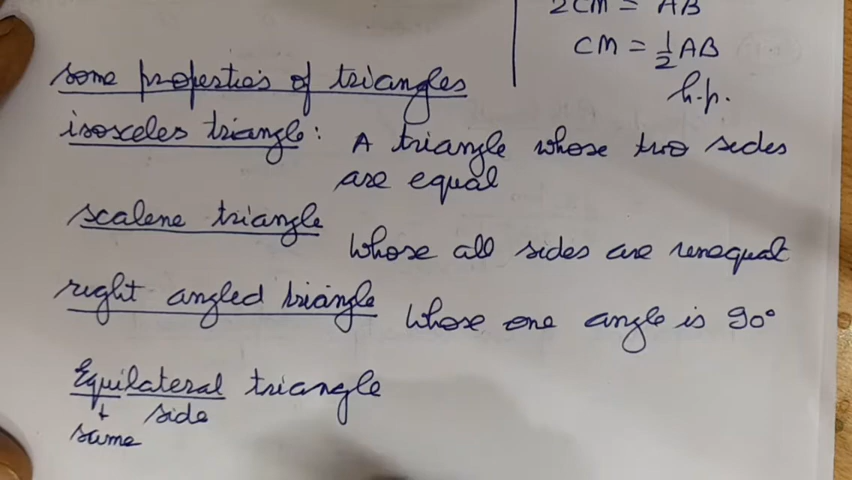 2CM = AB
CM = 1/2 AB
h.p.
some properties of triangles
isosceles triangle: A triangle whose two sides
are equal
scalene triangle
whose all sides are unequal
right angled triangle whose one angle is 90°
Equilateral triangle
↓ side
same